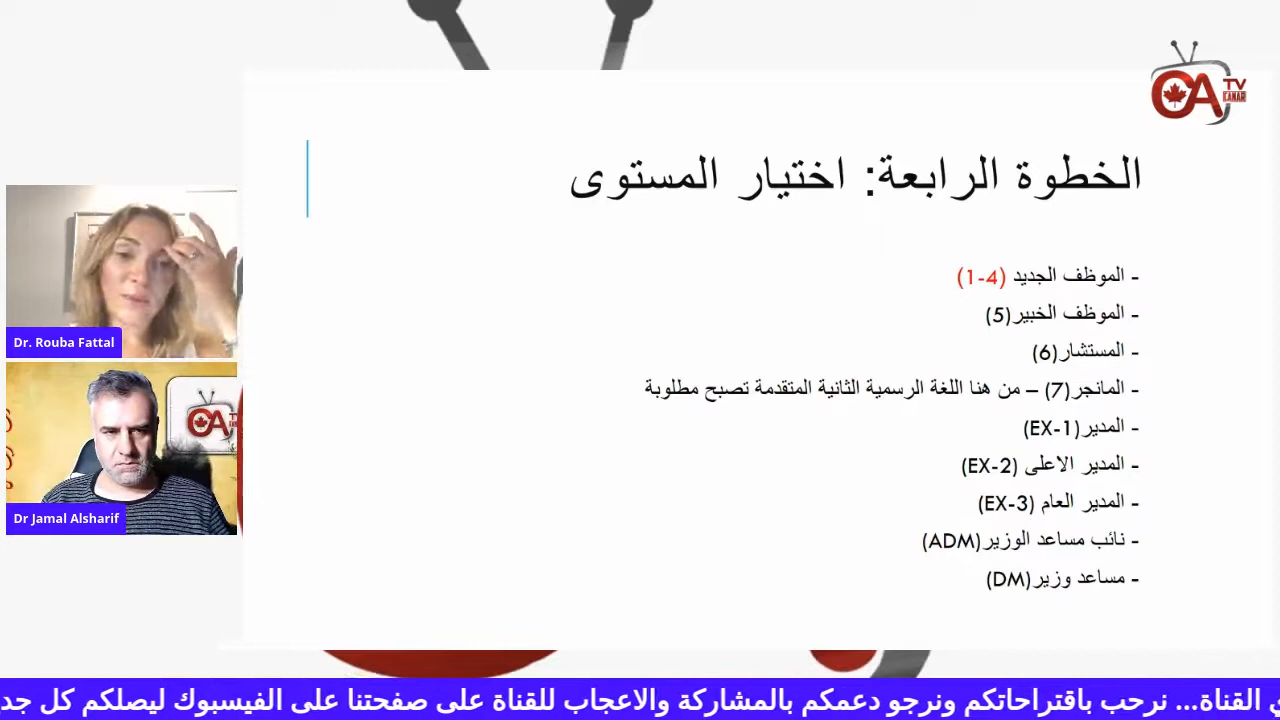 CA TV
CANAR
الخطوة الرابعة: اختيار المستوى
- الموظف الجديد (1-4)
- الموظف الخبير(5)
- المستشار(6)
- المانجر(7) – من هنا اللغة الرسمية الثانية المتقدمة تصبح مطلوبة
- المدير(EX-1)
- المدير الاعلى (EX-2)
- المدير العام (EX-3)
- نائب مساعد الوزير(ADM)
- مساعد وزير(DM)
Dr. Rouba Fattal
CA
Dr Jamal Alsharif
القناة... نرحب باقتراحاتكم ونرجو دعمكم بالمشاركة والاعجاب للقناة على صفحتنا على الفيسبوك ليصلكم كل جد